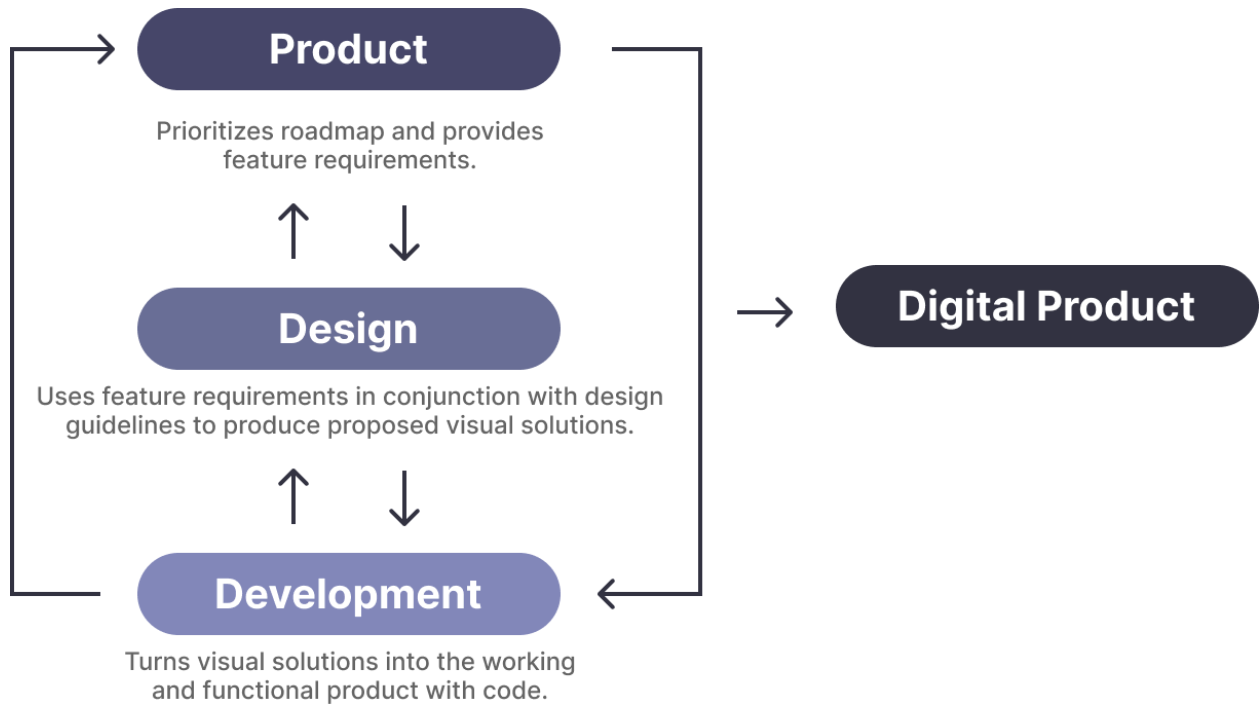 Product
Prioritizes roadmap and provides
feature requirements.
Design
Uses feature requirements in conjunction with design
guidelines to produce proposed visual solutions.
Development
Turns visual solutions into the working
and functional product with code.
Digital Product